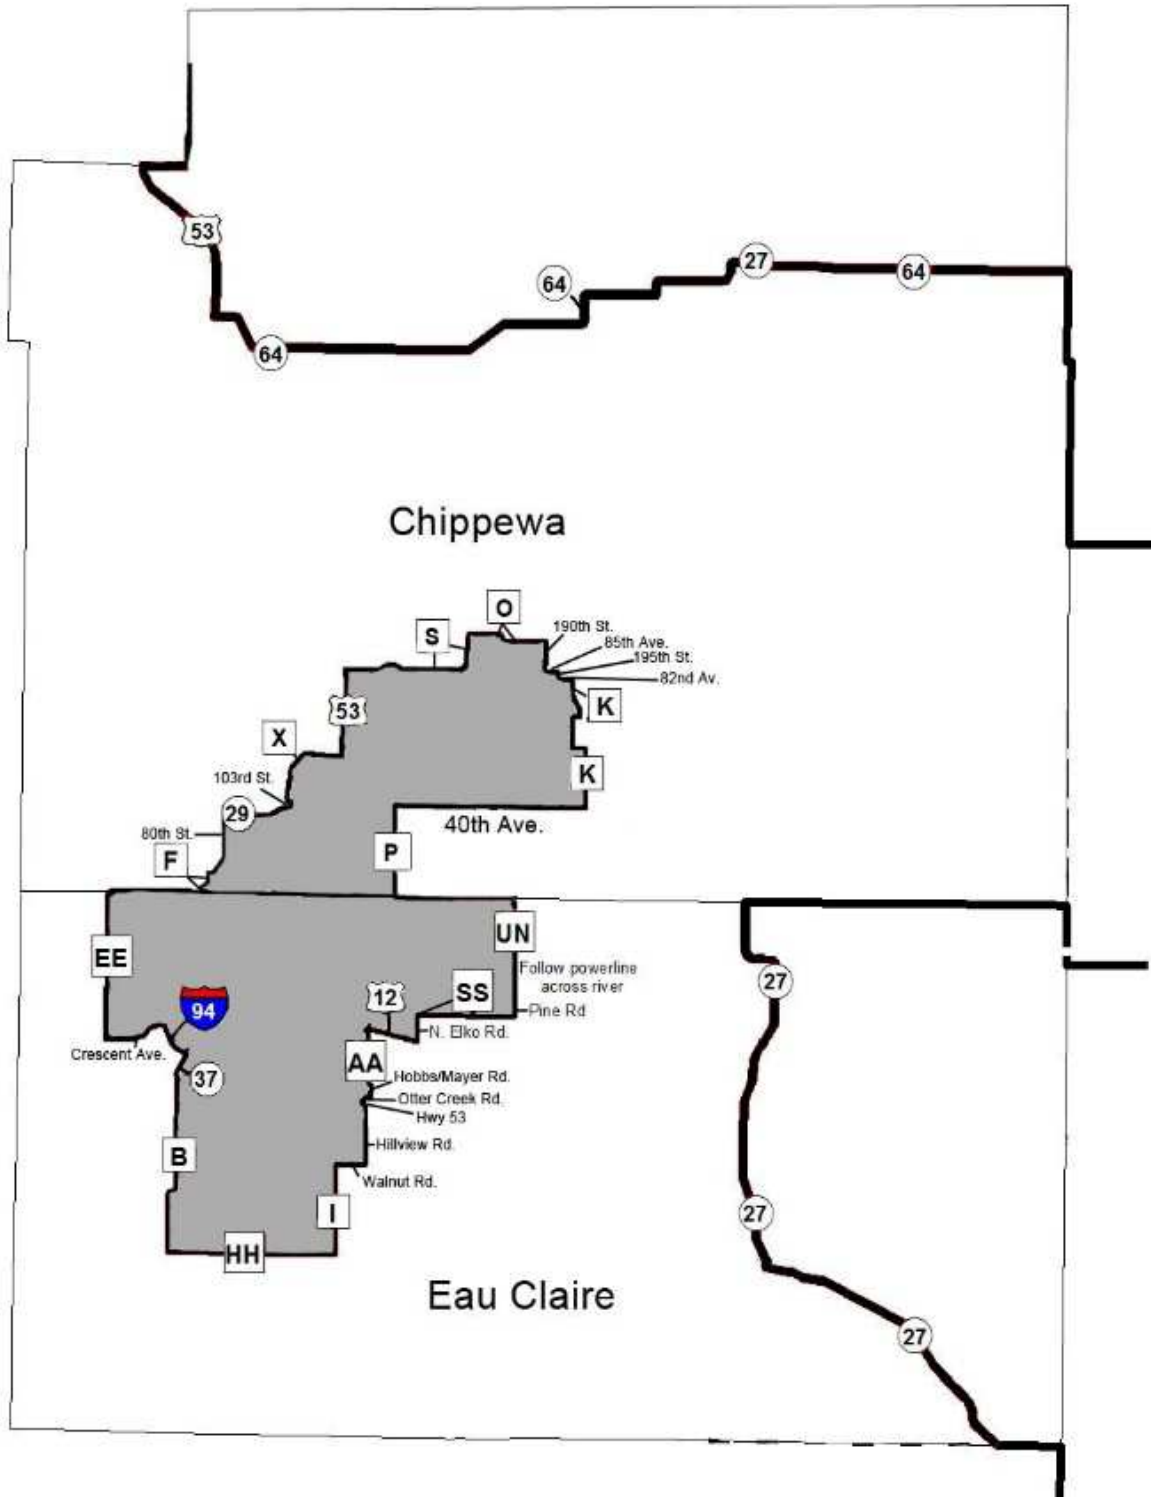 53
27
64
64
64
Chippewa
O
190th St.
S
85th Ave.
195th St.
82nd Av.
K
53
X
K
103rd St.
29
40th Ave.
80th St.
P
F
UN
EE
Follow powerline
across river
SS
27
12
94
Pine Rd
N. Elko Rd.
Crescent Ave.
AA
37
Hobbs/Mayer Rd.
Otter Creek Rd.
Hwy 53
Hillview Rd.
B
Walnut Rd.
I
27
HH
Eau Claire
27